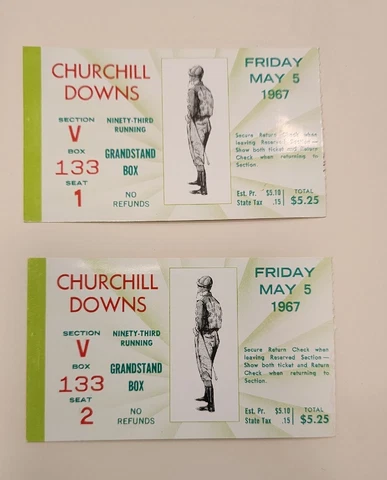 CHURCHILL
DOWNS
SECTION
V
BOX
133
SEAT
1
NINETY-THIRD
RUNNING
GRANDSTAND
BOX
NO
REFUNDS
FRIDAY
MAY 5
1967
Secure Return Check when
leaving Reserved Section—
Show both ticket and Return
Check when returning to
Section
Est. Pr. $5.10
State Tax .15
TOTAL
$5.25
CHURCHILL
DOWNS
SECTION
V
BOX
133
SEAT
2
NINETY-THIRD
RUNNING
GRANDSTAND
BOX
NO
REFUNDS
FRIDAY
MAY 5
1967
Secure Return Check when
leaving Reserved Section—
Show both ticket and Return
Check when returning to
Section.
Est. Pr. $5.10
State Tax .15
TOTAL
$5.25